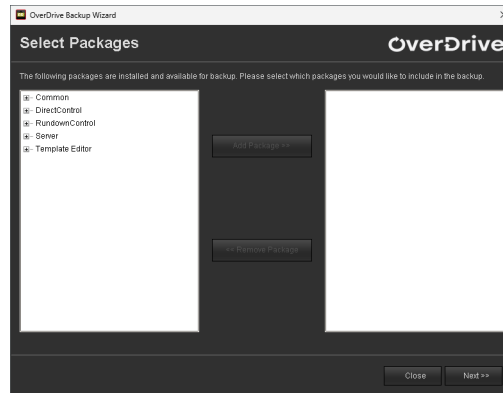 OverDrive Backup Wizard
Select Packages
OverDrive
The following packages are installed and available for backup. Please select which packages you would like to include in the backup.
Common
DirectControl
RundownControl
Server
Template Editor
Add Package >>
<< Remove Package
Close
Next >>